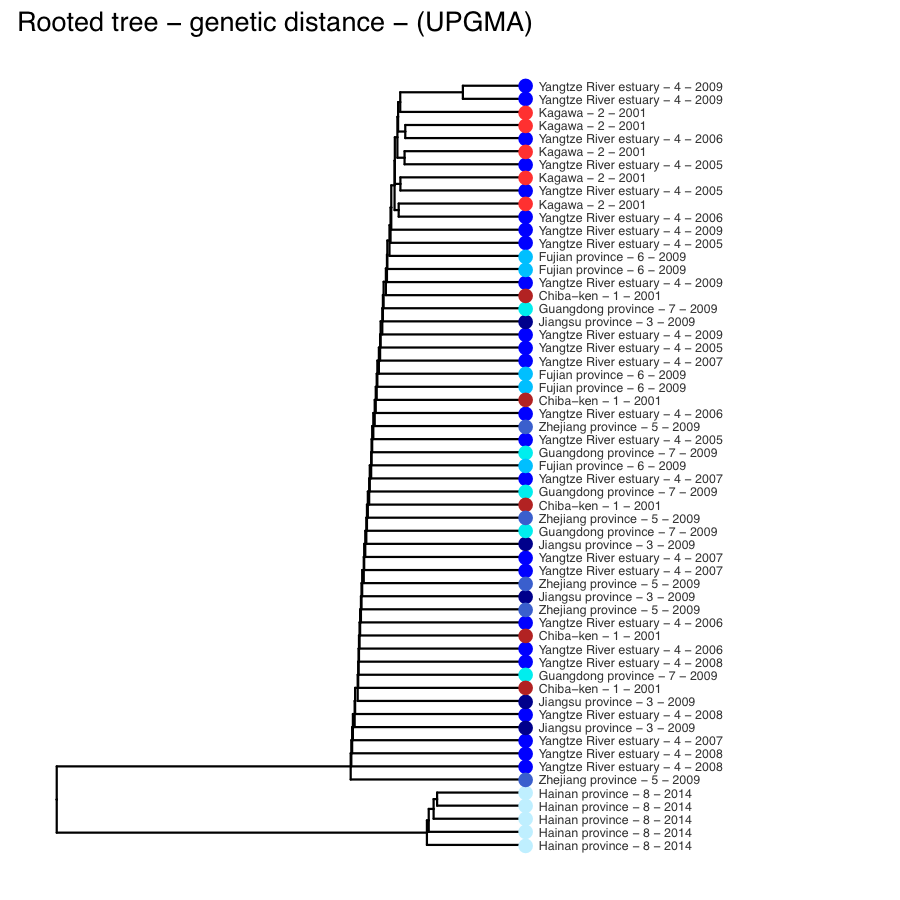 Rooted tree − genetic distance − (UPGMA)
Yangtze River estuary − 4 − 2009
Yangtze River estuary − 4 − 2009
Kagawa − 2 − 2001
Kagawa − 2 − 2001
Yangtze River estuary − 4 − 2006
Kagawa − 2 − 2001
Yangtze River estuary − 4 − 2005
Kagawa − 2 − 2001
Yangtze River estuary − 4 − 2005
Kagawa − 2 − 2001
Yangtze River estuary − 4 − 2006
Yangtze River estuary − 4 − 2009
Yangtze River estuary − 4 − 2005
Fujian province − 6 − 2009
Fujian province − 6 − 2009
Yangtze River estuary − 4 − 2009
Chiba−ken − 1 − 2001
Guangdong province − 7 − 2009
Jiangsu province − 3 − 2009
Yangtze River estuary − 4 − 2009
Yangtze River estuary − 4 − 2005
Yangtze River estuary − 4 − 2007
Fujian province − 6 − 2009
Fujian province − 6 − 2009
Chiba−ken − 1 − 2001
Yangtze River estuary − 4 − 2006
Zhejiang province − 5 − 2009
Yangtze River estuary − 4 − 2005
Guangdong province − 7 − 2009
Fujian province − 6 − 2009
Yangtze River estuary − 4 − 2007
Guangdong province − 7 − 2009
Chiba−ken − 1 − 2001
Zhejiang province − 5 − 2009
Guangdong province − 7 − 2009
Jiangsu province − 3 − 2009
Yangtze River estuary − 4 − 2007
Yangtze River estuary − 4 − 2007
Zhejiang province − 5 − 2009
Jiangsu province − 3 − 2009
Zhejiang province − 5 − 2009
Yangtze River estuary − 4 − 2006
Chiba−ken − 1 − 2001
Yangtze River estuary − 4 − 2006
Yangtze River estuary − 4 − 2008
Guangdong province − 7 − 2009
Chiba−ken − 1 − 2001
Jiangsu province − 3 − 2009
Yangtze River estuary − 4 − 2008
Jiangsu province − 3 − 2009
Yangtze River estuary − 4 − 2007
Yangtze River estuary − 4 − 2008
Yangtze River estuary − 4 − 2008
Zhejiang province − 5 − 2009
Hainan province − 8 − 2014
Hainan province − 8 − 2014
Hainan province − 8 − 2014
Hainan province − 8 − 2014
Hainan province − 8 − 2014